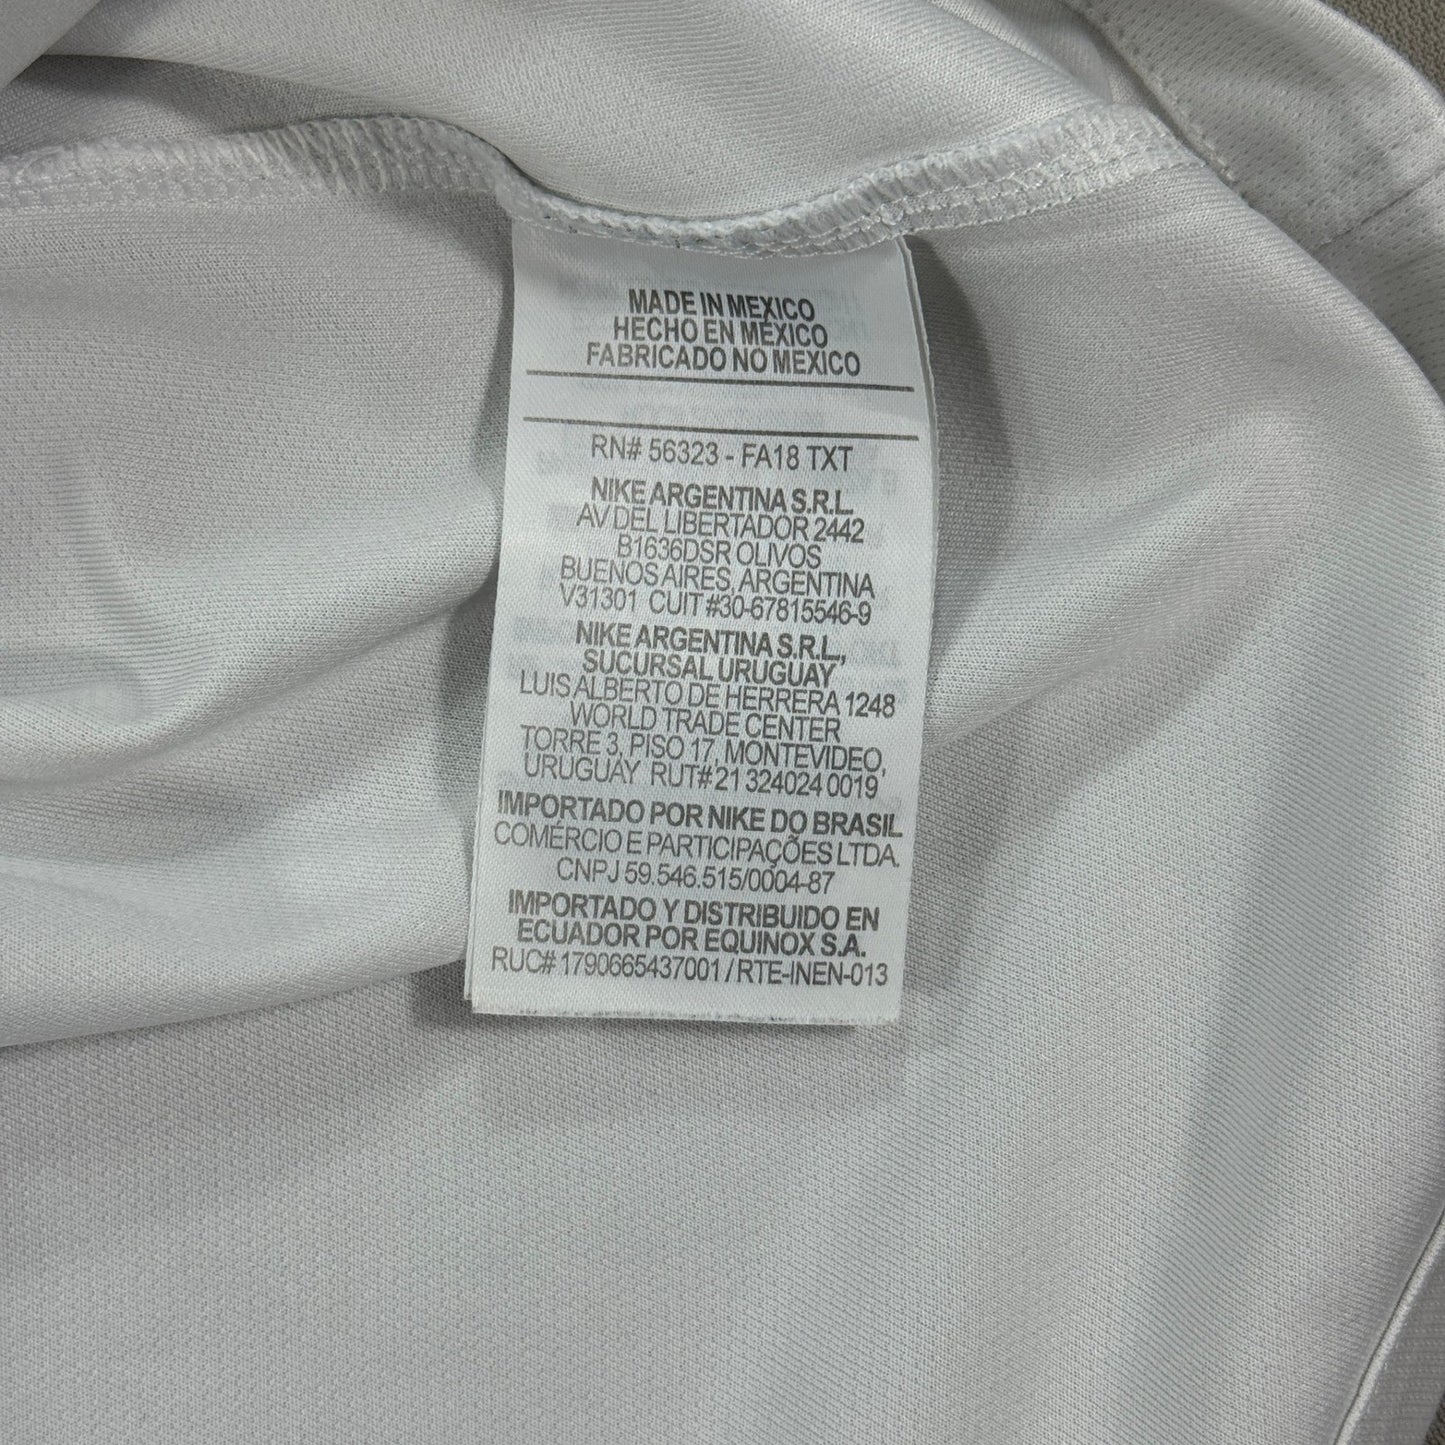 MADE IN MEXICO
HECHO EN MÉXICO
FABRICADO NO MEXICO
RN# 56323 - FA18 TXT
NIKE ARGENTINA S.R.L.
AV DEL LIBERTADOR 2442
B1636DSR OLIVOS
BUENOS AIRES, ARGENTINA
V31301 CUIT #30-67815546-9
NIKE ARGENTINA S.R.L.,
SUCURSAL URUGUAY
LUIS ALBERTO DE HERRERA 1248
WORLD TRADE CENTER
TORRE 3, PISO 17, MONTEVIDEO,
URUGUAY RUT# 21 324024 0019
IMPORTADO POR NIKE DO BRASIL
COMÉRCIO E PARTICIPAÇÕES LTDA.
CNPJ 59.546.515/0004-87
IMPORTADO Y DISTRIBUIDO EN
ECUADOR POR EQUINOX S.A.
RUC# 1790665437001 / RTE-INEN-013